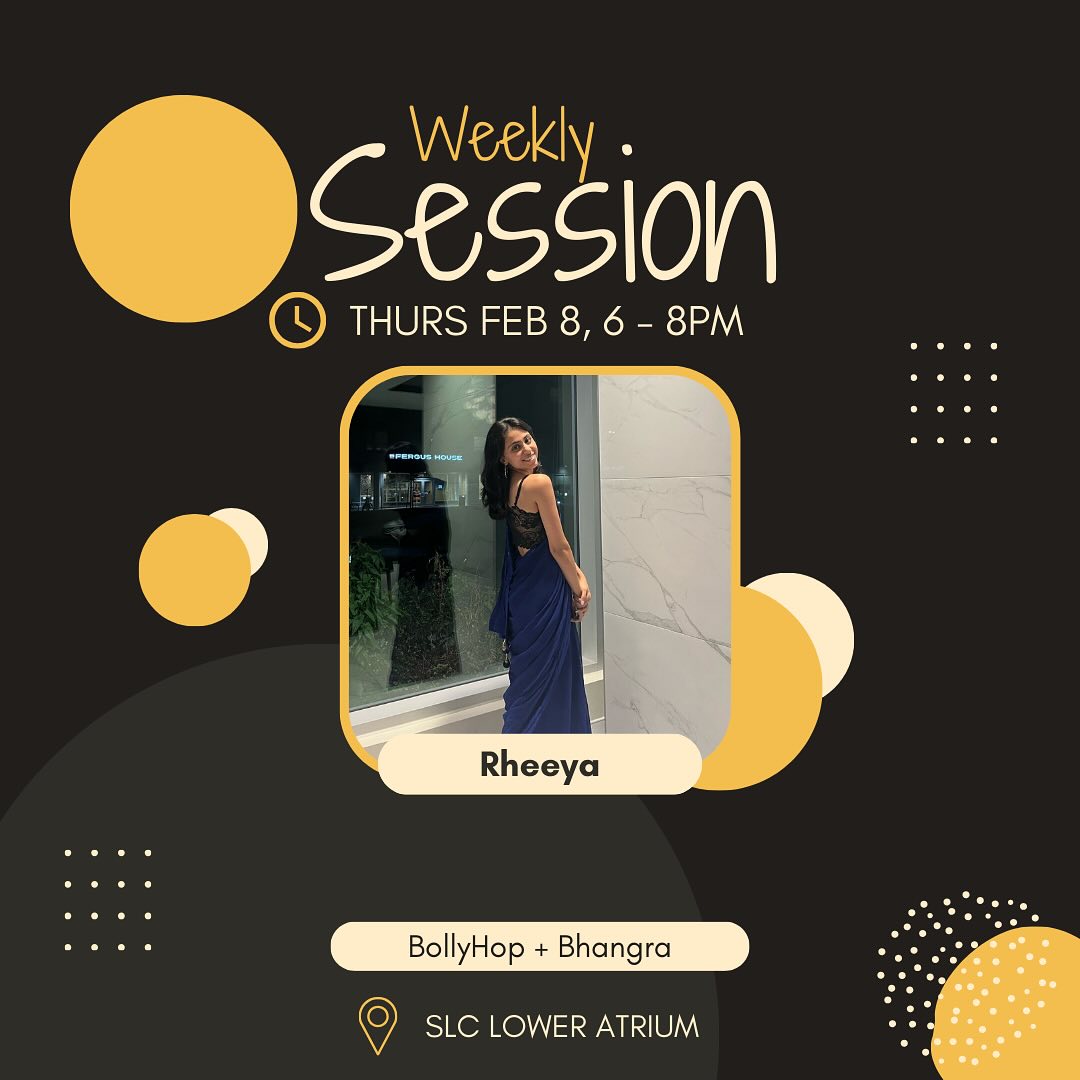 Weekly
Session
THURS FEB 8, 6 - 8PM
#FERGUS HOUSE
Rheeya
BollyHop + Bhangra
SLC LOWER ATRIUM